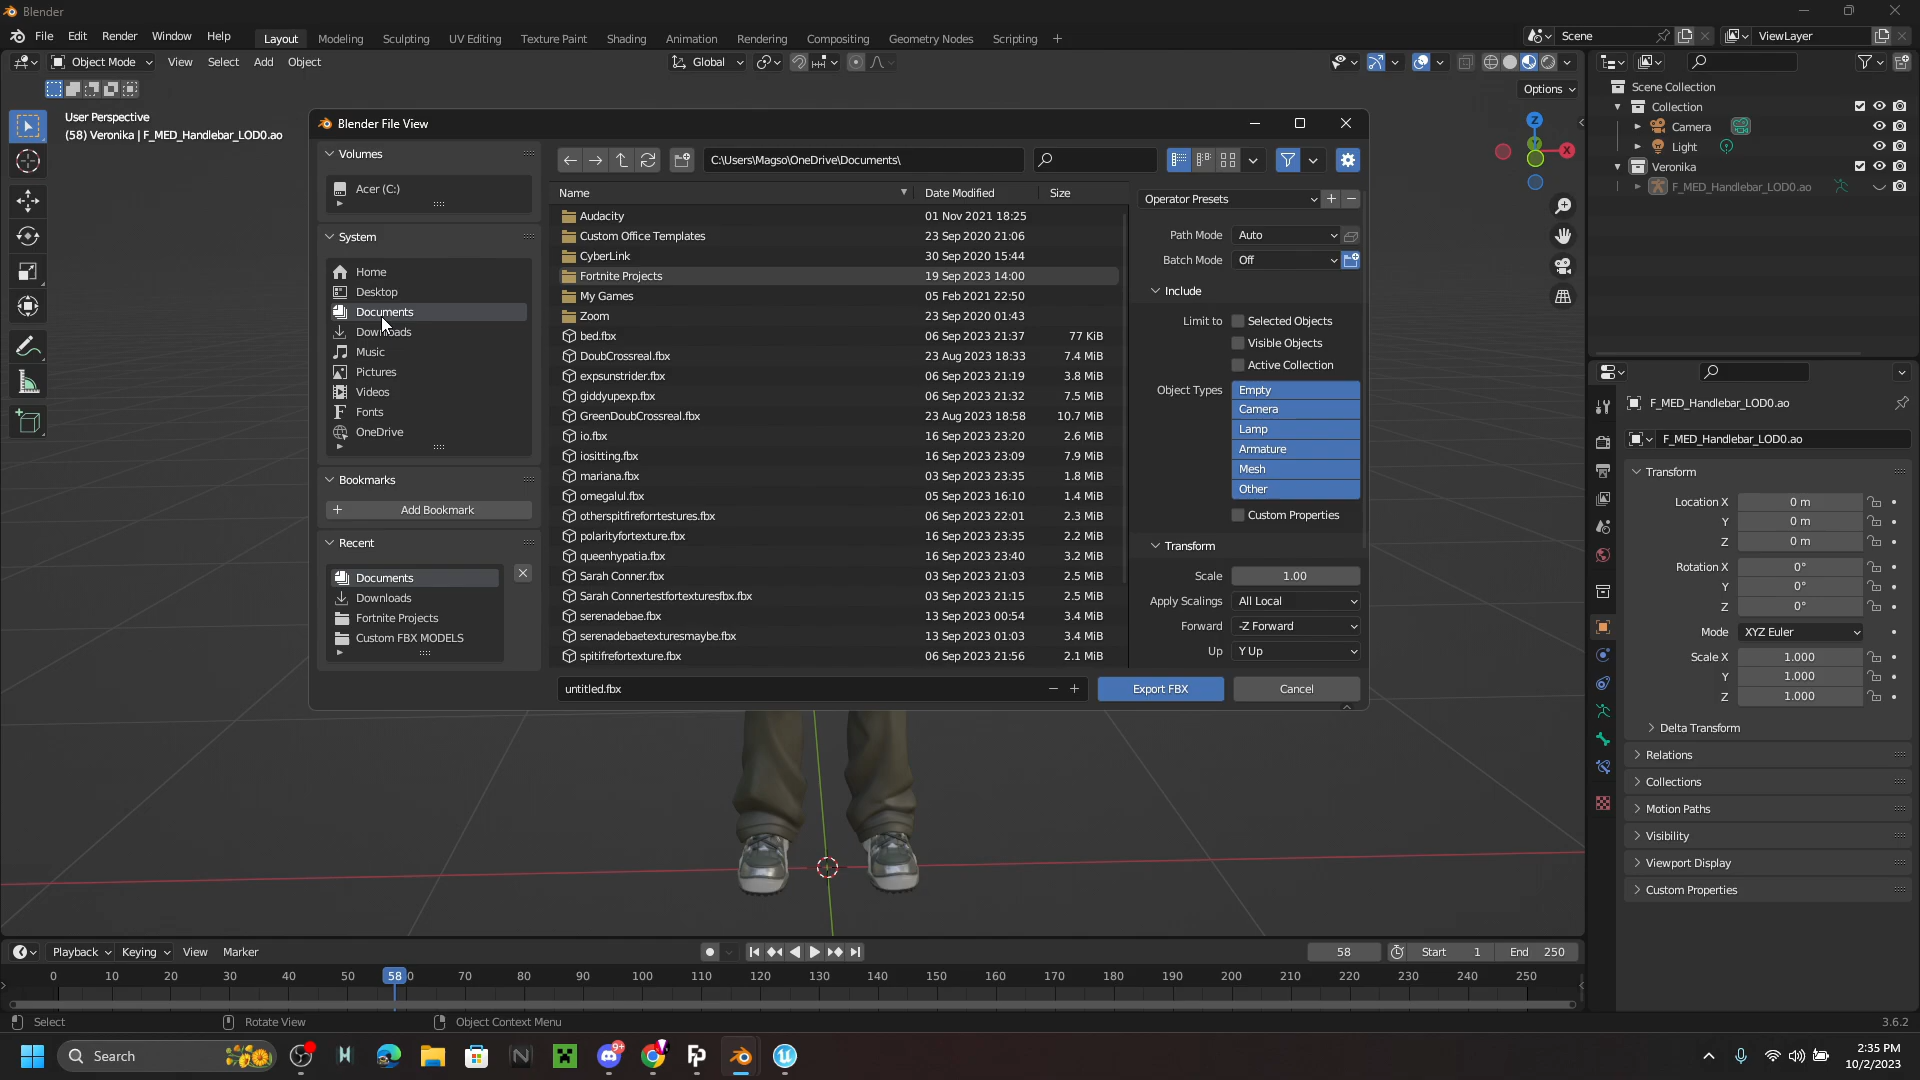 Blender
File Edit Render Window Help Layout Modeling Sculpting UV Editing Texture Paint Shading Animation Rendering Compositing Geometry Nodes Scripting + Scene ViewLayer
Object Mode View Select Add Object Global
Options
User Perspective
(58) Veronika | F_MED_Handlebar_LOD0.ao
Blender File View
Volumes
Acer (C:)
System
Home
Desktop
Documents
Downloads
Music
Pictures
Videos
Fonts
OneDrive
Bookmarks
+ Add Bookmark
Recent
Documents
Downloads
Fortnite Projects
Custom FBX MODELS
C:\Users\Magso\OneDrive\Documents\
Name Date Modified Size
Audacity 01 Nov 2021 18:25
Custom Office Templates 23 Sep 2020 21:06
CyberLink 30 Sep 2020 15:44
Fortnite Projects 19 Sep 2023 14:00
My Games 05 Feb 2021 22:50
Zoom 23 Sep 2020 01:43
bed.fbx 06 Sep 2023 21:37 77 KiB
DoubCrossreal.fbx 23 Aug 2023 18:33 7.4 MiB
expsunstrider.fbx 06 Sep 2023 21:19 3.8 MiB
giddyupexp.fbx 06 Sep 2023 21:32 7.5 MiB
GreenDoubCrossreal.fbx 23 Aug 2023 18:58 10.7 MiB
io.fbx 16 Sep 2023 23:20 2.6 MiB
iositting.fbx 16 Sep 2023 23:09 7.9 MiB
mariana.fbx 03 Sep 2023 23:35 1.8 MiB
omegalul.fbx 05 Sep 2023 16:10 1.4 MiB
otherspitfireforrtestures.fbx 06 Sep 2023 22:01 2.3 MiB
polarityfortexture.fbx 16 Sep 2023 23:35 2.2 MiB
queenhypatia.fbx 16 Sep 2023 23:40 3.2 MiB
Sarah Conner.fbx 03 Sep 2023 21:03 2.5 MiB
Sarah Connertestfortexturesfbx.fbx 03 Sep 2023 21:15 2.5 MiB
serenadebae.fbx 13 Sep 2023 00:54 3.4 MiB
serenadebaetexturesmaybe.fbx 13 Sep 2023 01:03 3.4 MiB
spitifrefortexture.fbx 06 Sep 2023 21:56 2.1 MiB
untitled.fbx − + Export FBX Cancel
Operator Presets + −
Path Mode Auto
Batch Mode Off
Include
Limit to Selected Objects
Visible Objects
Active Collection
Object Types Empty
Camera
Lamp
Armature
Mesh
Other
Custom Properties
Transform
Scale 1.00
Apply Scalings All Local
Forward -Z Forward
Up Y Up
Z
X
Scene Collection
Collection
Camera
Light
Veronika
F_MED_Handlebar_LOD0.ao
F_MED_Handlebar_LOD0.ao
F_MED_Handlebar_LOD0.ao
Transform
Location X 0 m
Y 0 m
Z 0 m
Rotation X 0°
Y 0°
Z 0°
Mode XYZ Euler
Scale X 1.000
Y 1.000
Z 1.000
Delta Transform
Relations
Collections
Motion Paths
Visibility
Viewport Display
Custom Properties
Playback Keying View Marker 58 Start 1 End 250
0 10 20 30 40 50 58 0 70 80 90 100 110 120 130 140 150 160 170 180 190 200 210 220 230 240 250
Select Rotate View Object Context Menu 3.6.2
Search 9+ 2:35 PM
10/2/2023